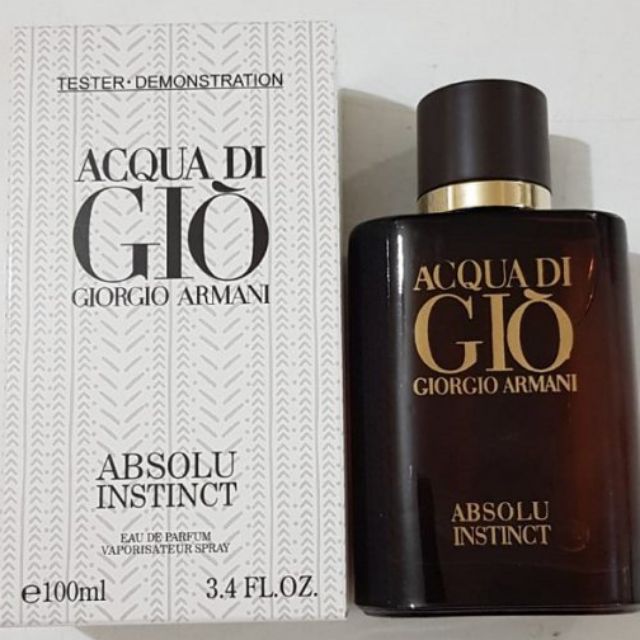 TESTER·DEMONSTRATION
ACQUA DI
GIÒ
GIORGIO ARMANI
ABSOLU
INSTINCT
EAU DE PARFUM
VAPORISATEUR SPRAY
℮100ml 3.4 FL.OZ.
ACQUA DI
GIÒ
GIORGIO ARMANI
ABSOLU
INSTINCT